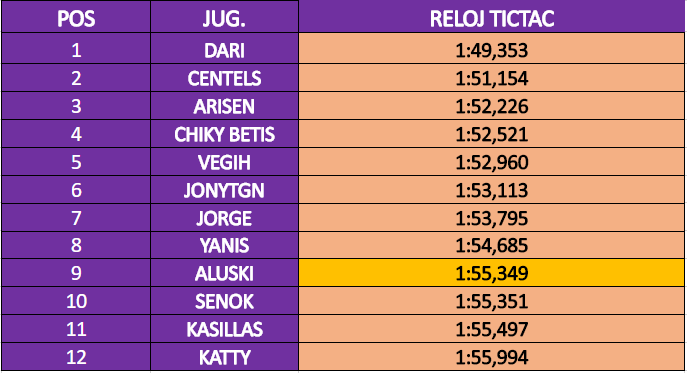 POS JUG. RELOJ TICTAC
1 DARI 1:49,353
2 CENTELS 1:51,154
3 ARISEN 1:52,226
4 CHIKY BETIS 1:52,521
5 VEGIH 1:52,960
6 JONYTGN 1:53,113
7 JORGE 1:53,795
8 YANIS 1:54,685
9 ALUSKI 1:55,349
10 SENOK 1:55,351
11 KASILLAS 1:55,497
12 KATTY 1:55,994